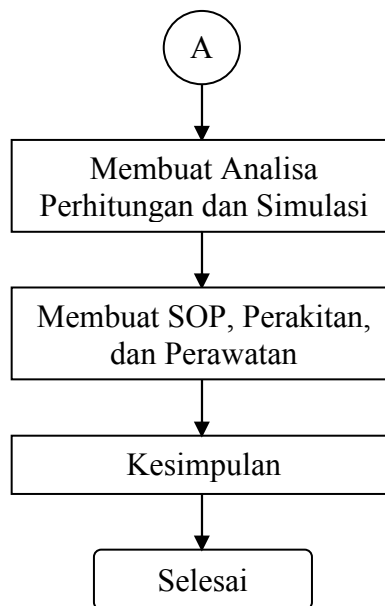 A
Membuat Analisa
Perhitungan dan Simulasi
Membuat SOP, Perakitan,
dan Perawatan
Kesimpulan
Selesai